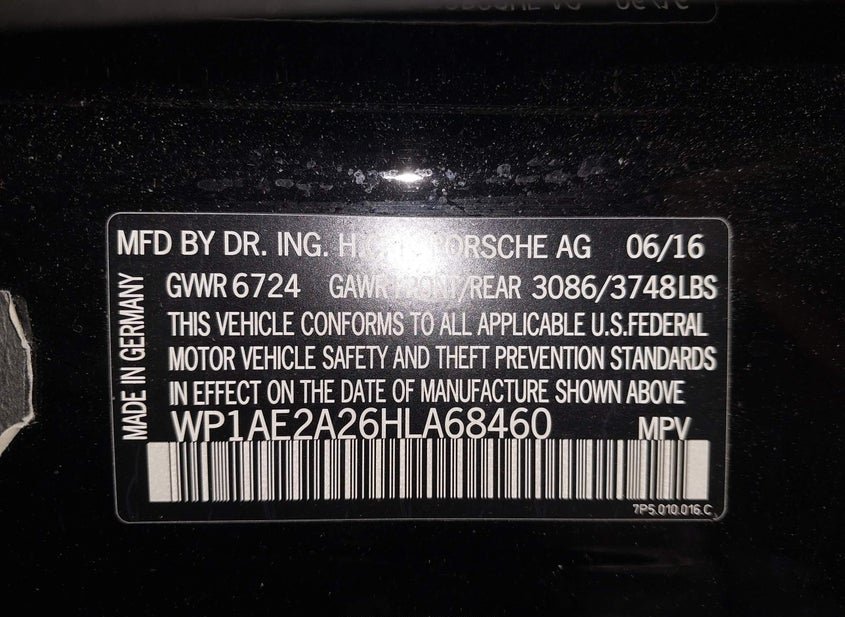 MFD BY DR. ING. H.C. PORSCHE AG 06/16
GVWR 6724 GAWR FRONT/REAR 3086/3748LBS
THIS VEHICLE CONFORMS TO ALL APPLICABLE U.S.FEDERAL
MOTOR VEHICLE SAFETY AND THEFT PREVENTION STANDARDS
IN EFFECT ON THE DATE OF MANUFACTURE SHOWN ABOVE
WP1AE2A26HLA68460 MPV
7P5.010.016.C
MADE IN GERMANY